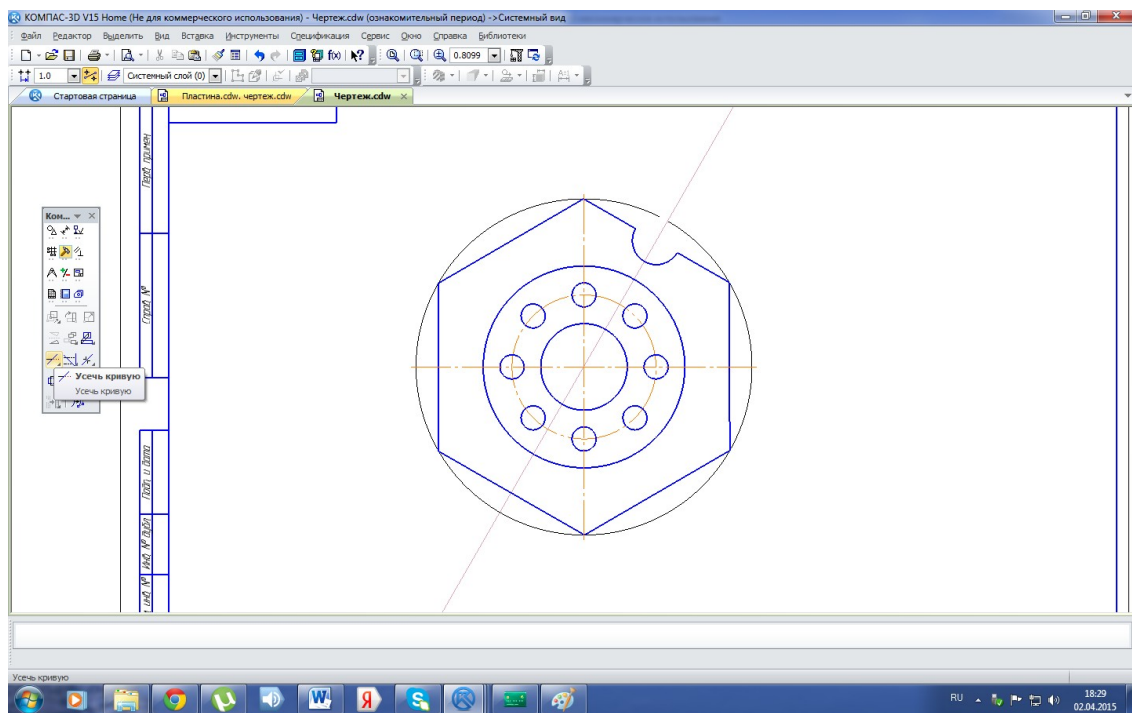 КОМПАС-3D V15 Home (Не для коммерческого использования) - Чертеж.cdw (ознакомительный период) ->Системный вид
Файл Редактор Выделить Вид Вставка Инструменты Спецификация Сервис Окно Справка Библиотеки
0.8099
1.0 Системный слой (0)
Стартовая страница Пластина.cdw. чертеж.cdw Чертеж.cdw
Перв. примен.
Ком...
Справ. №
Усечь кривую
Усечь кривую
Подп. и дата
Инв. № дубл.
инв. №
Усечь кривую
RU 18:29
02.04.2015